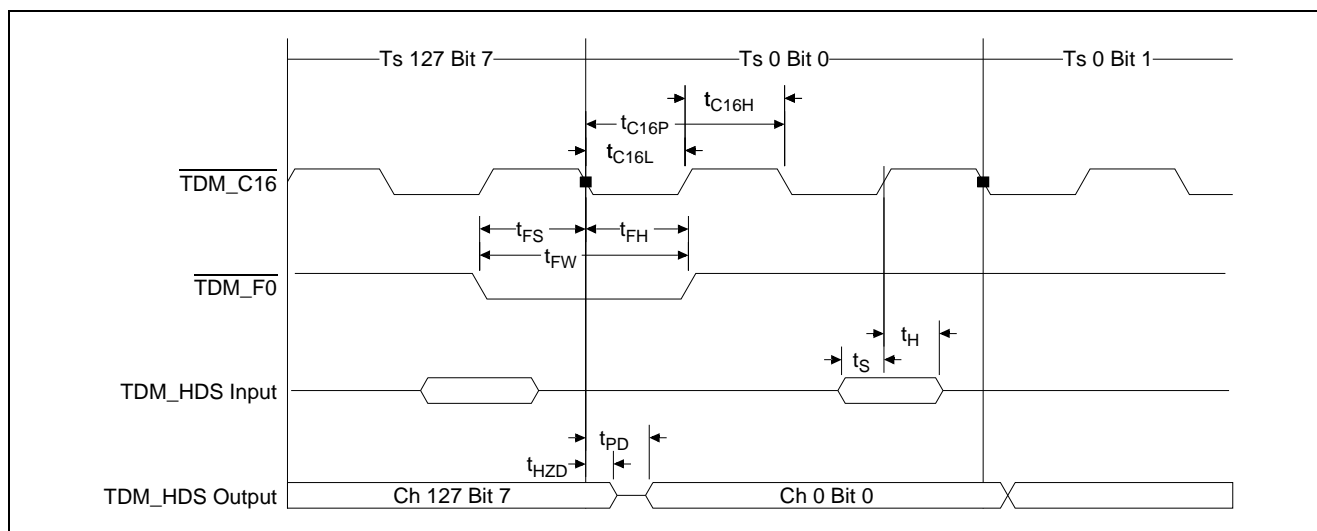 Ts 127 Bit 7 Ts 0 Bit 0 Ts 0 Bit 1
tC16H
tC16P
tC16L
TDM_C16
tFS tFH
tFW
TDM_F0
tH
tS
TDM_HDS Input
tPD
tHZD
TDM_HDS Output Ch 127 Bit 7 Ch 0 Bit 0